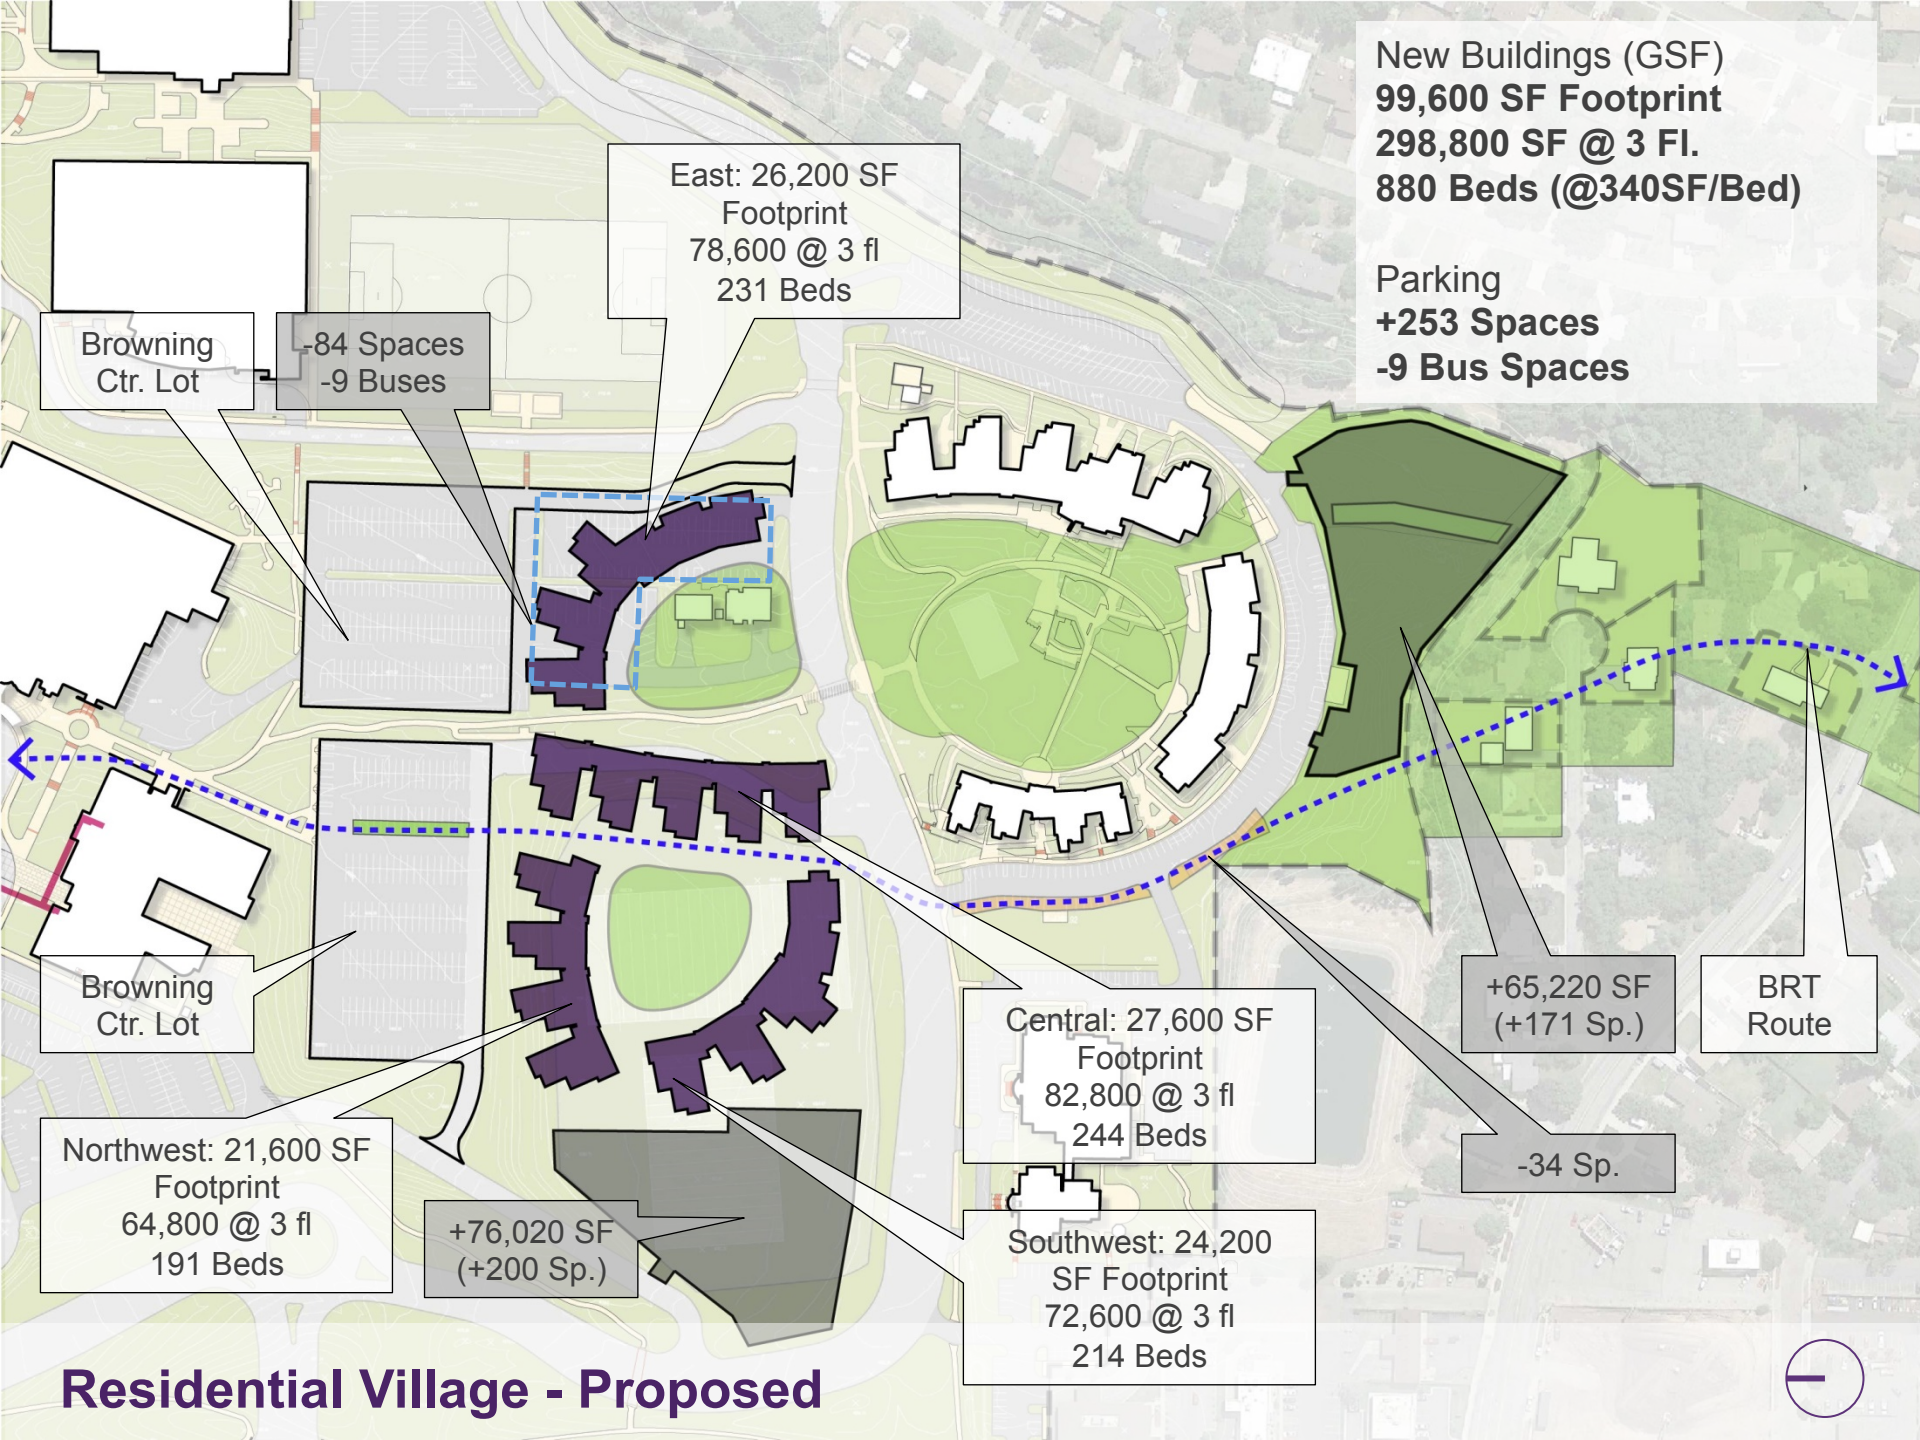 New Buildings (GSF)
99,600 SF Footprint
298,800 SF @ 3 Fl.
880 Beds (@340SF/Bed)
Parking
+253 Spaces
-9 Bus Spaces
East: 26,200 SF
Footprint
78,600 @ 3 fl
231 Beds
Browning
Ctr. Lot
-84 Spaces
-9 Buses
Browning
Ctr. Lot
Central: 27,600 SF
Footprint
82,800 @ 3 fl
244 Beds
+65,220 SF
(+171 Sp.)
BRT
Route
Northwest: 21,600 SF
Footprint
64,800 @ 3 fl
191 Beds
+76,020 SF
(+200 Sp.)
-34 Sp.
Southwest: 24,200
SF Footprint
72,600 @ 3 fl
214 Beds
Residential Village - Proposed